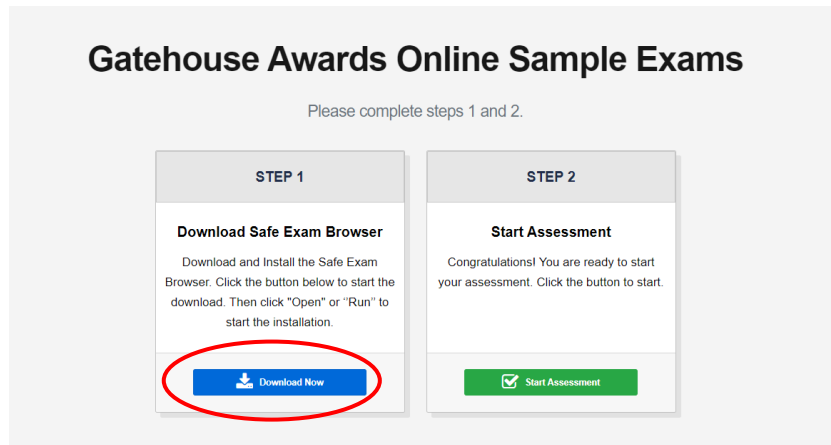 Gatehouse Awards Online Sample Exams
Please complete steps 1 and 2.
STEP 1
Download Safe Exam Browser
Download and Install the Safe Exam
Browser. Click the button below to start the
download. Then click "Open" or “Run” to
start the installation.
Download Now
STEP 2
Start Assessment
Congratulations! You are ready to start
your assessment. Click the button to start.
Start Assessment